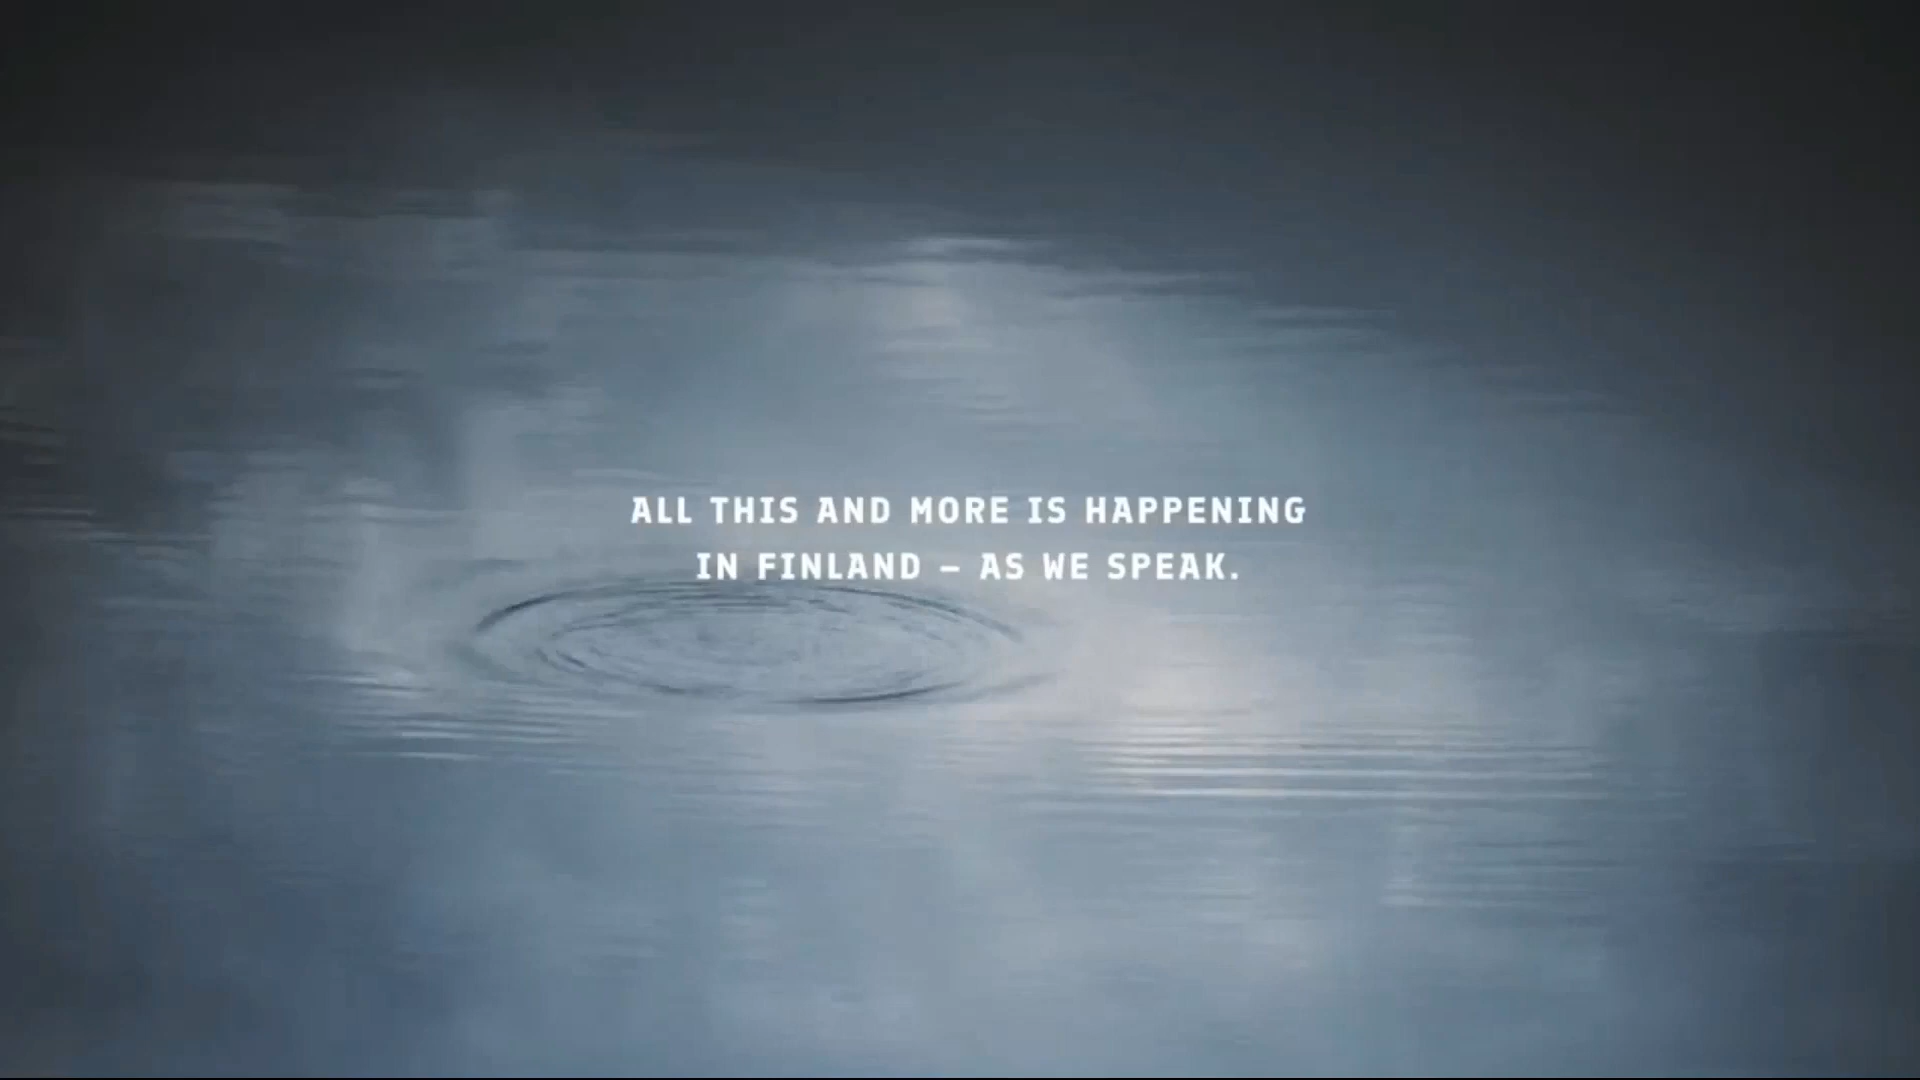 ALL THIS AND MORE IS HAPPENING
IN FINLAND – AS WE SPEAK.